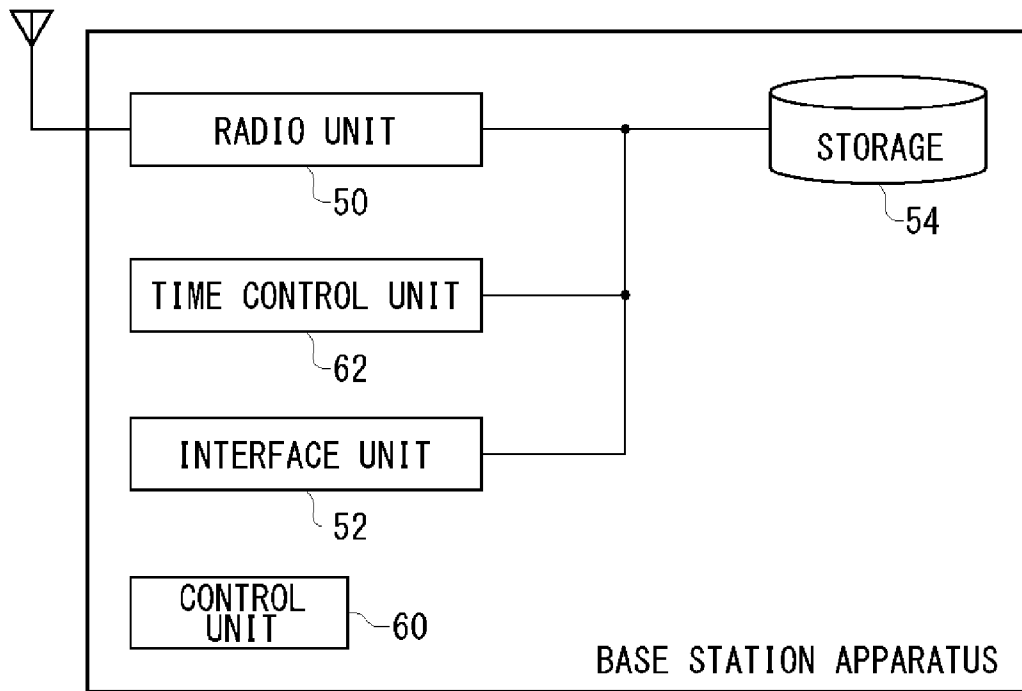 RADIO UNIT
50
STORAGE
54
TIME CONTROL UNIT
62
INTERFACE UNIT
52
CONTROL
UNIT
60
BASE STATION APPARATUS